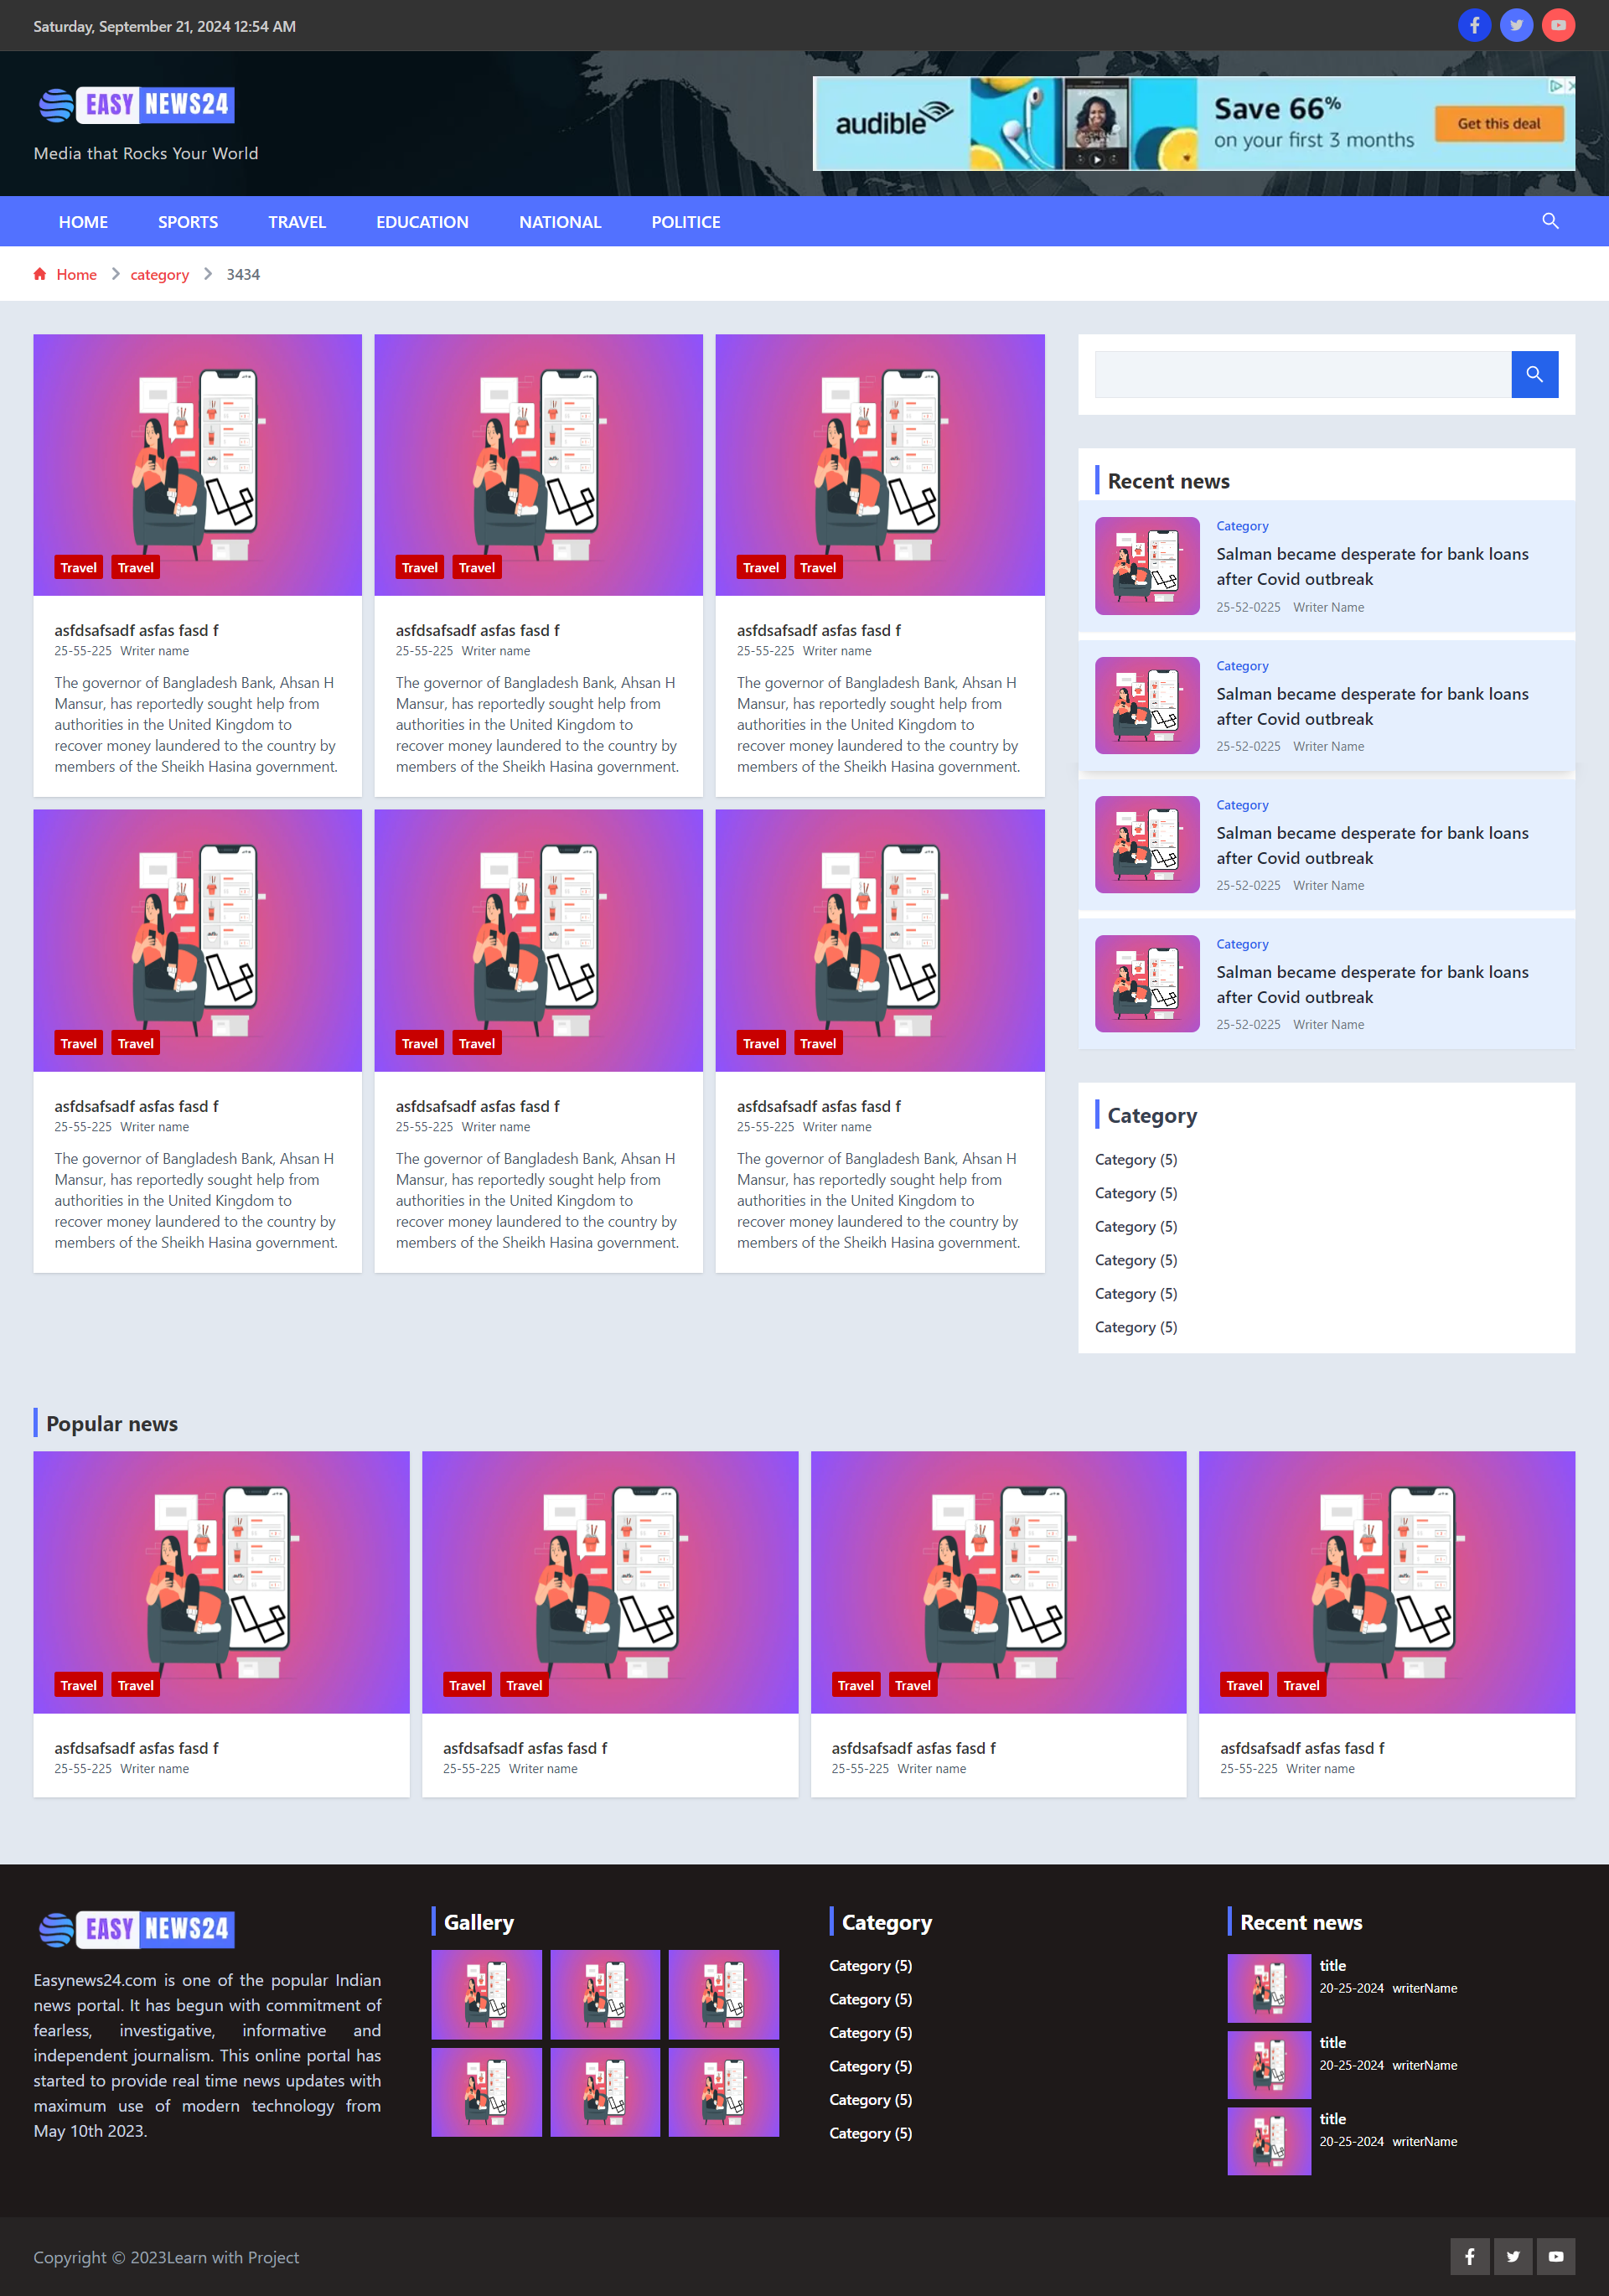 Saturday, September 21, 2024 12:54 AM
EASY NEWS24
Media that Rocks Your World
audible
Save 66%
on your first 3 months
Get this deal
HOME SPORTS TRAVEL EDUCATION NATIONAL POLITICE
Home category 3434
Travel Travel
asfdsafsadf asfas fasd f
25-55-225 Writer name
The governor of Bangladesh Bank, Ahsan H
Mansur, has reportedly sought help from
authorities in the United Kingdom to
recover money laundered to the country by
members of the Sheikh Hasina government.
Travel Travel
asfdsafsadf asfas fasd f
25-55-225 Writer name
The governor of Bangladesh Bank, Ahsan H
Mansur, has reportedly sought help from
authorities in the United Kingdom to
recover money laundered to the country by
members of the Sheikh Hasina government.
Travel Travel
asfdsafsadf asfas fasd f
25-55-225 Writer name
The governor of Bangladesh Bank, Ahsan H
Mansur, has reportedly sought help from
authorities in the United Kingdom to
recover money laundered to the country by
members of the Sheikh Hasina government.
Travel Travel
asfdsafsadf asfas fasd f
25-55-225 Writer name
The governor of Bangladesh Bank, Ahsan H
Mansur, has reportedly sought help from
authorities in the United Kingdom to
recover money laundered to the country by
members of the Sheikh Hasina government.
Travel Travel
asfdsafsadf asfas fasd f
25-55-225 Writer name
The governor of Bangladesh Bank, Ahsan H
Mansur, has reportedly sought help from
authorities in the United Kingdom to
recover money laundered to the country by
members of the Sheikh Hasina government.
Travel Travel
asfdsafsadf asfas fasd f
25-55-225 Writer name
The governor of Bangladesh Bank, Ahsan H
Mansur, has reportedly sought help from
authorities in the United Kingdom to
recover money laundered to the country by
members of the Sheikh Hasina government.
Recent news
Category
Salman became desperate for bank loans
after Covid outbreak
25-52-0225 Writer Name
Category
Salman became desperate for bank loans
after Covid outbreak
25-52-0225 Writer Name
Category
Salman became desperate for bank loans
after Covid outbreak
25-52-0225 Writer Name
Category
Salman became desperate for bank loans
after Covid outbreak
25-52-0225 Writer Name
Category
Category (5)
Category (5)
Category (5)
Category (5)
Category (5)
Category (5)
Popular news
Travel Travel
asfdsafsadf asfas fasd f
25-55-225 Writer name
Travel Travel
asfdsafsadf asfas fasd f
25-55-225 Writer name
Travel Travel
asfdsafsadf asfas fasd f
25-55-225 Writer name
Travel Travel
asfdsafsadf asfas fasd f
25-55-225 Writer name
EASY NEWS24
Easynews24.com is one of the popular Indian
news portal. It has begun with commitment of
fearless, investigative, informative and
independent journalism. This online portal has
started to provide real time news updates with
maximum use of modern technology from
May 10th 2023.
Gallery
Category
Category (5)
Category (5)
Category (5)
Category (5)
Category (5)
Category (5)
Recent news
title
20-25-2024 writerName
title
20-25-2024 writerName
title
20-25-2024 writerName
Copyright © 2023Learn with Project